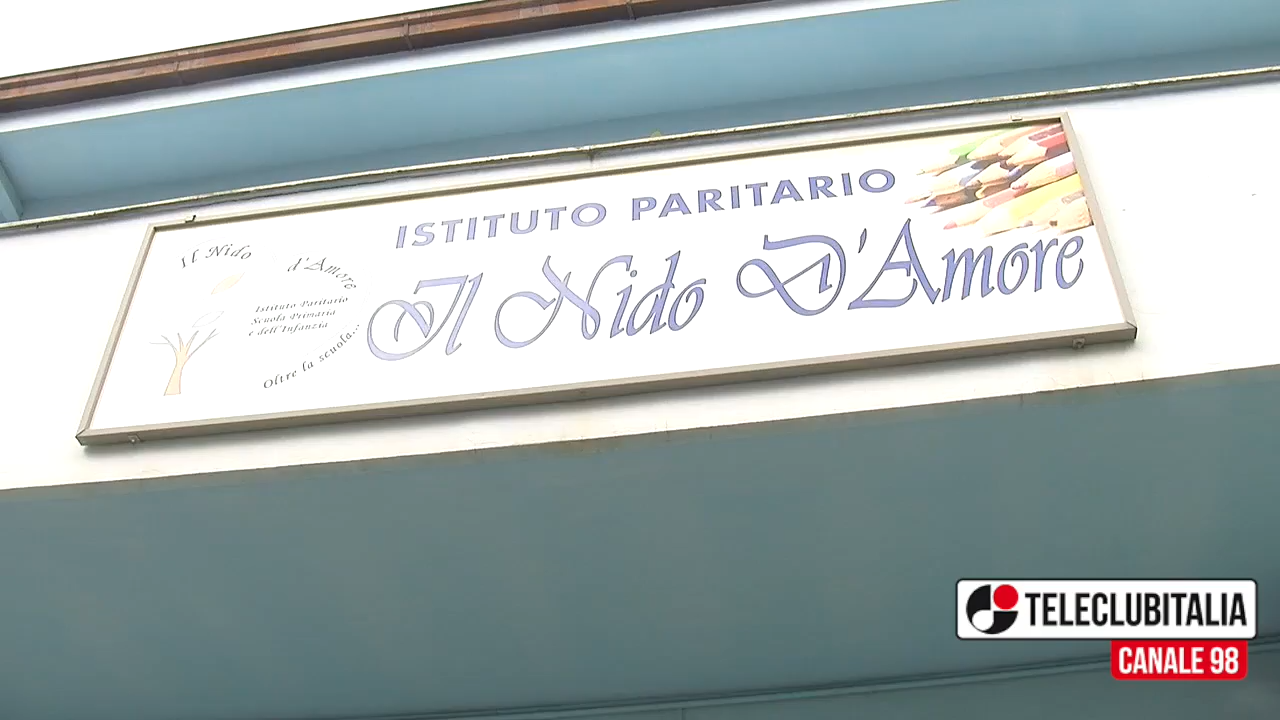 ISTITUTO PARITARIO
Il Nido D'Amore
Il Nido d'Amore
Istituto Paritario
Scuola Primaria
e dell'Infanzia
Oltre la scuola...
TELECLUBITALIA
CANALE 98